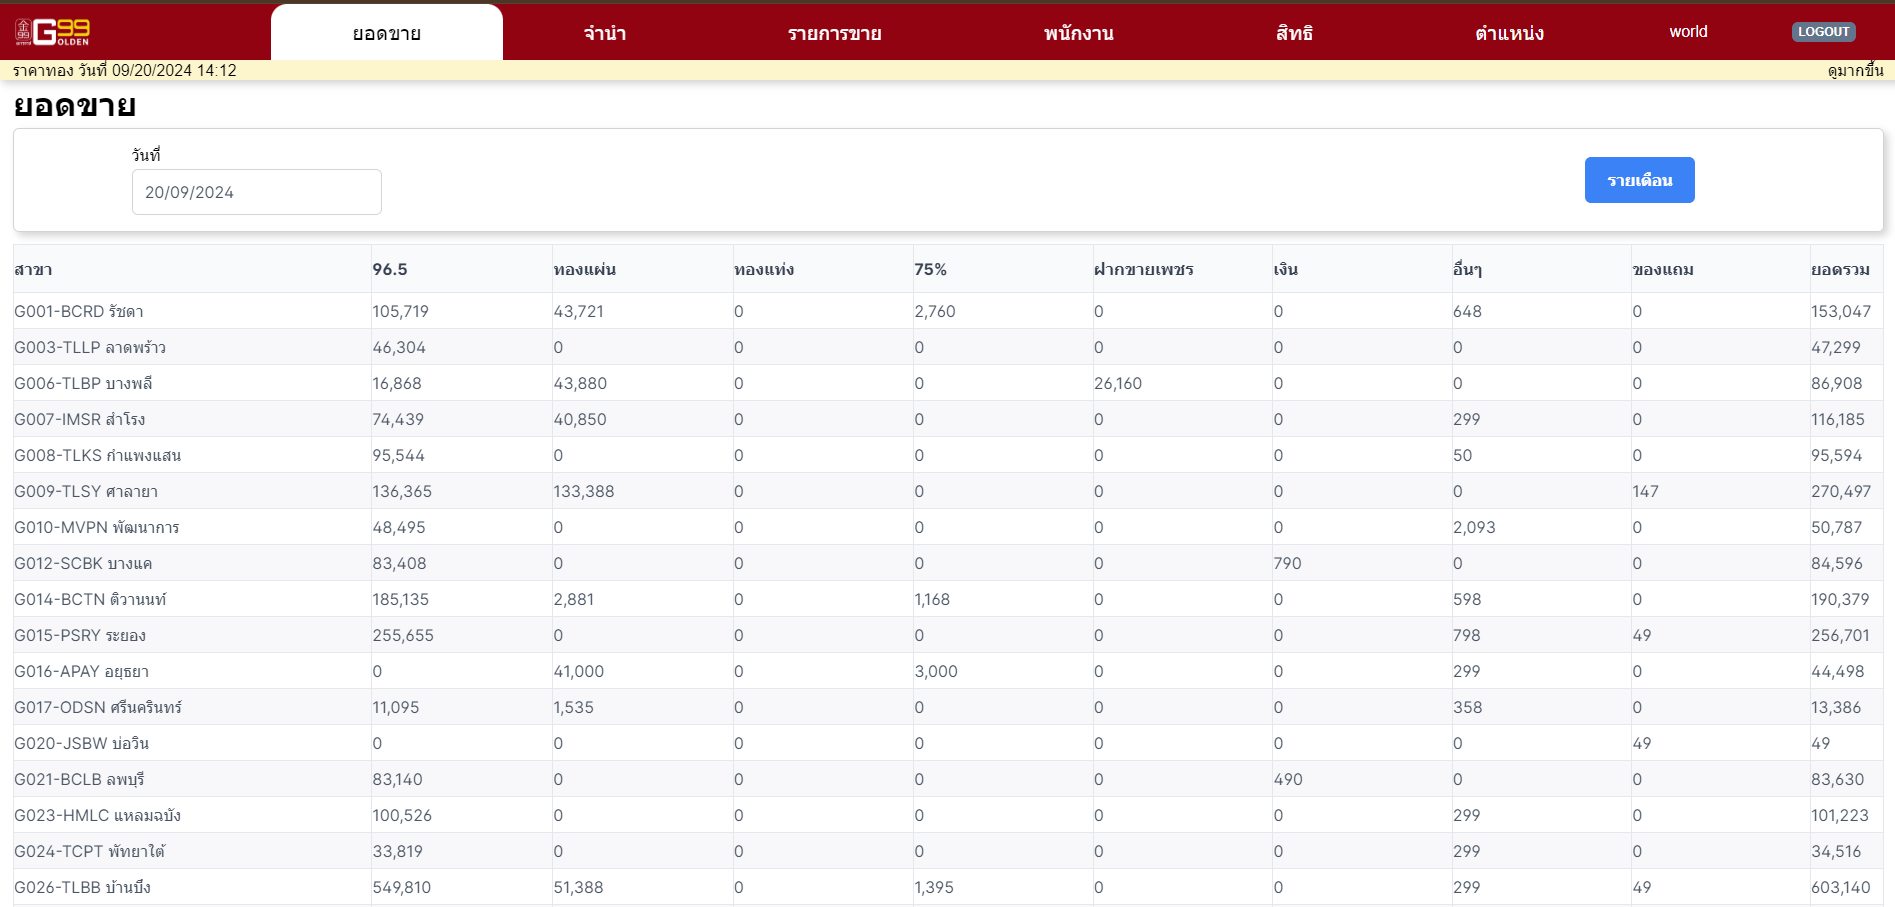 G99 OLDEN ยอดขาย จำนำ รายการขาย พนักงาน สิทธิ ตำแหน่ง world LOGOUT
ราคาทอง วันที่ 09/20/2024 14:12 ดูมากขึ้น
ยอดขาย
วันที่
20/09/2024 รายเดือน
สาขา 96.5 ทองแผ่น ทองแท่ง 75% ฝากขายเพชร เงิน อื่นๆ ของแถม ยอดรวม
G001-BCRD รัชดา 105,719 43,721 0 2,760 0 0 648 0 153,047
G003-TLLP ลาดพร้าว 46,304 0 0 0 0 0 0 0 47,299
G006-TLBP บางพลี 16,868 43,880 0 0 26,160 0 0 0 86,908
G007-IMSR สำโรง 74,439 40,850 0 0 0 0 299 0 116,185
G008-TLKS กำแพงแสน 95,544 0 0 0 0 0 50 0 95,594
G009-TLSY ศาลายา 136,365 133,388 0 0 0 0 0 147 270,497
G010-MVPN พัฒนาการ 48,495 0 0 0 0 0 2,093 0 50,787
G012-SCBK บางแค 83,408 0 0 0 0 790 0 0 84,596
G014-BCTN ติวานนท์ 185,135 2,881 0 1,168 0 0 598 0 190,379
G015-PSRY ระยอง 255,655 0 0 0 0 0 798 49 256,701
G016-APAY อยุธยา 0 41,000 0 3,000 0 0 299 0 44,498
G017-ODSN ศรีนครินทร์ 11,095 1,535 0 0 0 0 358 0 13,386
G020-JSBW บ่อวิน 0 0 0 0 0 0 0 49 49
G021-BCLB ลพบุรี 83,140 0 0 0 0 490 0 0 83,630
G023-HMLC แหลมฉบัง 100,526 0 0 0 0 0 299 0 101,223
G024-TCPT พัทยาใต้ 33,819 0 0 0 0 0 299 0 34,516
G026-TLBB บ้านบึง 549,810 51,388 0 1,395 0 0 299 49 603,140